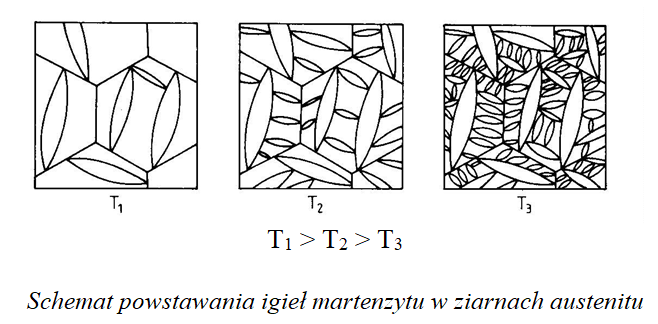 T₁ T₂ T₃
T₁ > T₂ > T₃
Schemat powstawania igieł martenzytu w ziarnach austenitu